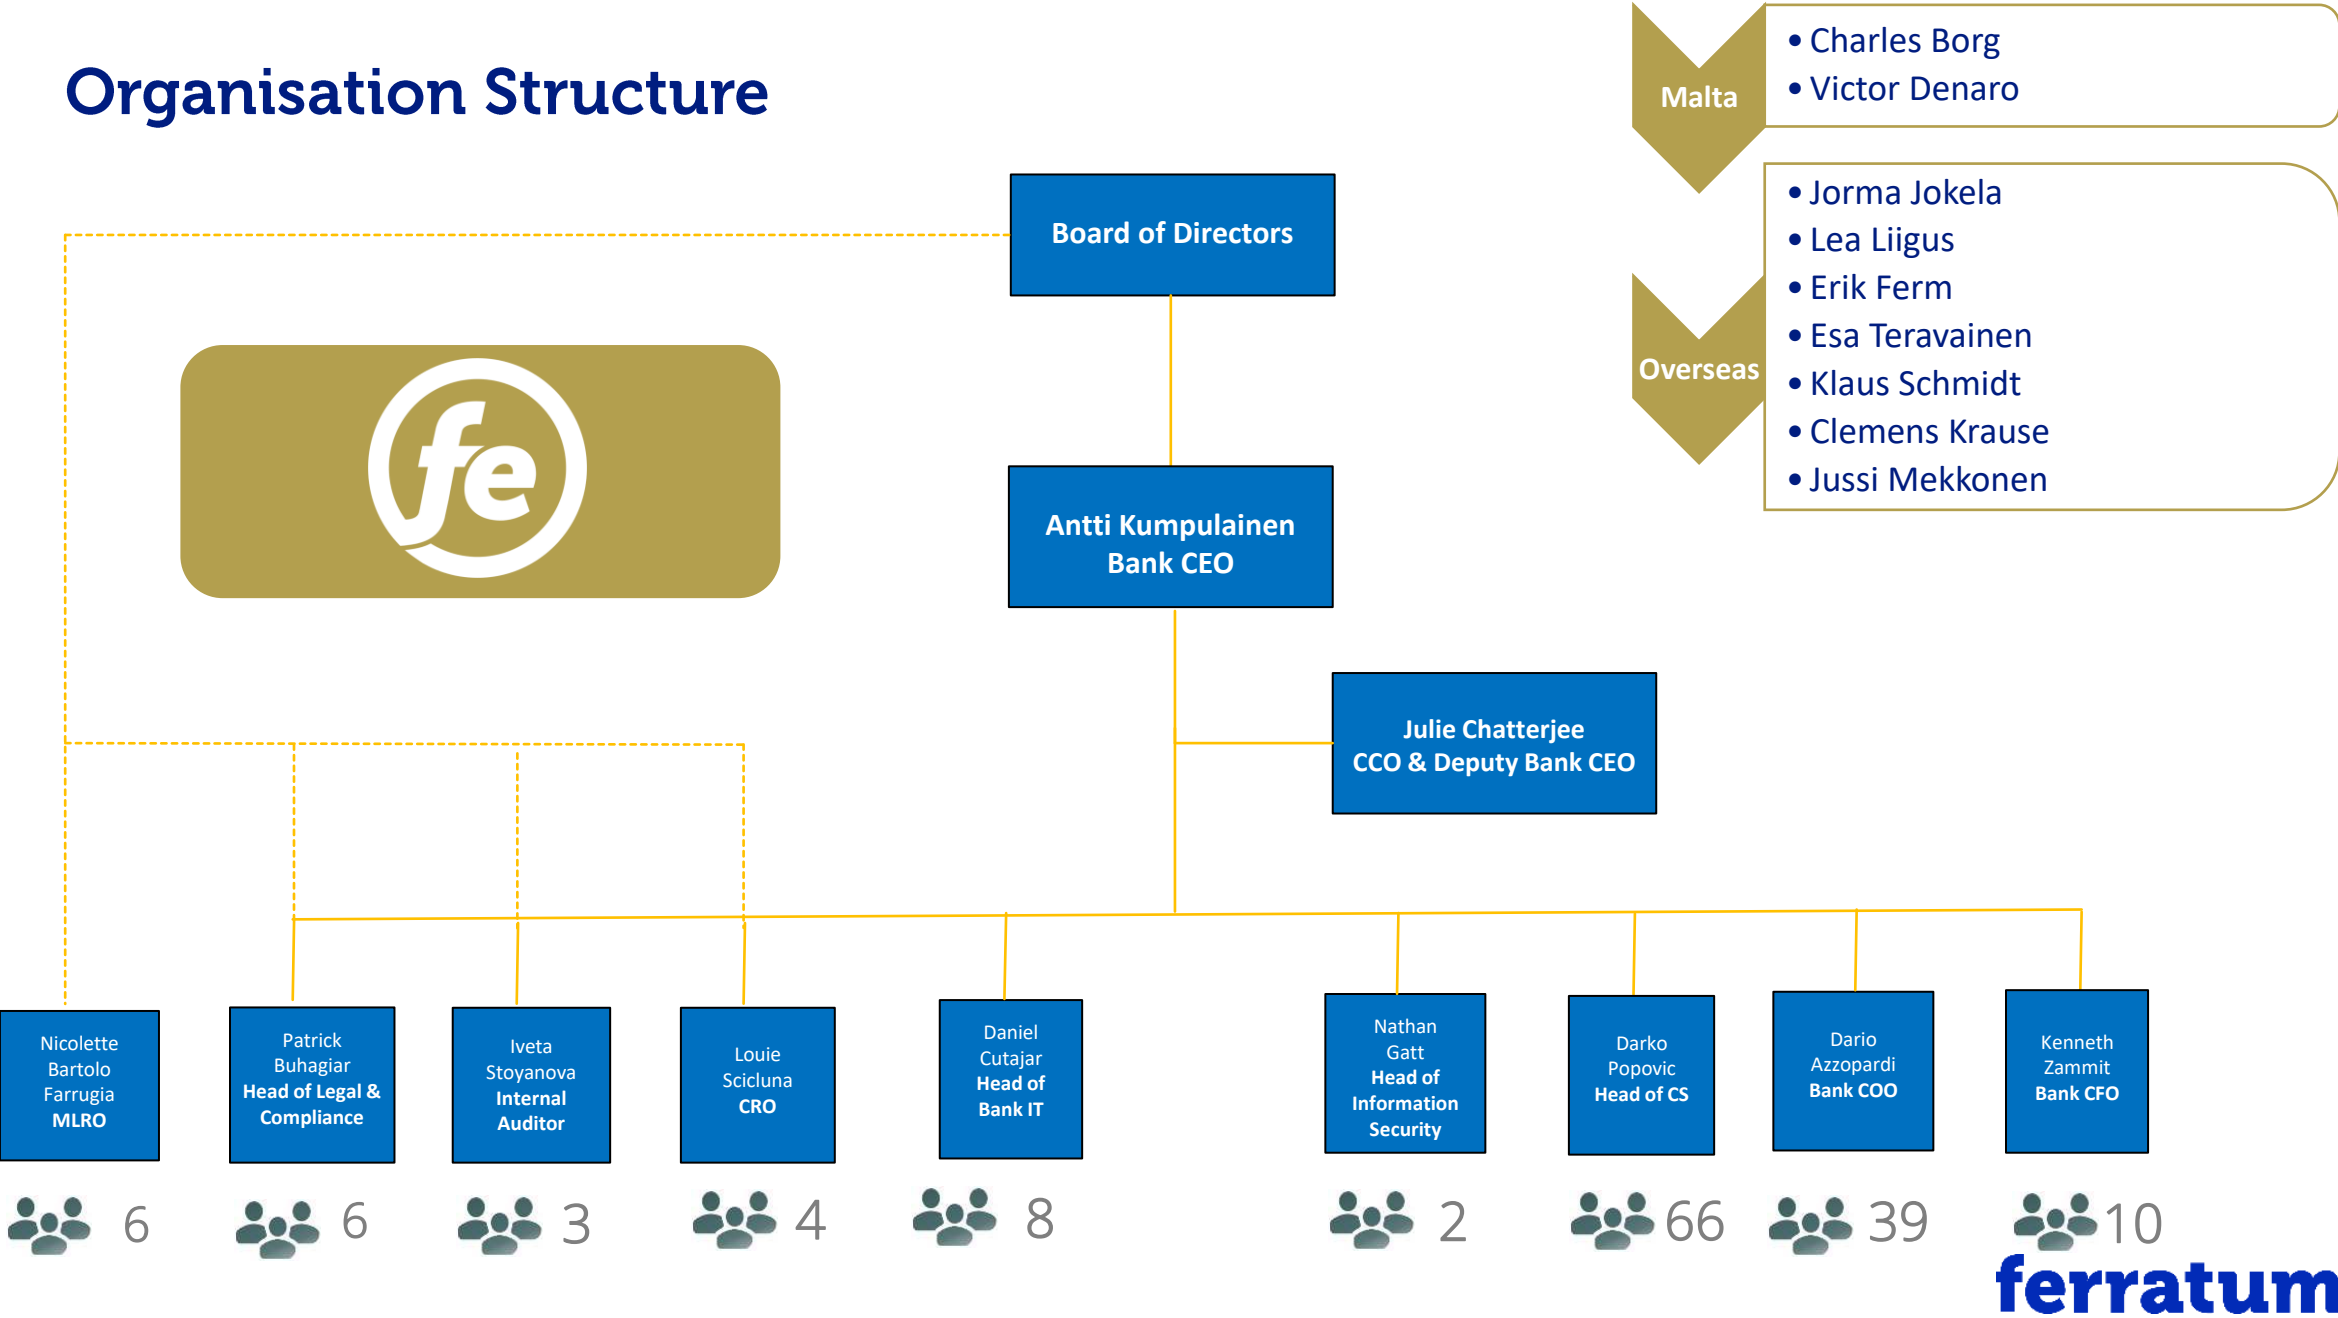 Organisation Structure
Malta
Charles Borg
Victor Denaro
Overseas
Jorma Jokela
Lea Liigus
Erik Ferm
Esa Teravainen
Klaus Schmidt
Clemens Krause
Jussi Mekkonen
Board of Directors
fe
Antti Kumpulainen
Bank CEO
Julie Chatterjee
CCO & Deputy Bank CEO
Nicolette
Bartolo
Farrugia
MLRO
Patrick
Buhagiar
Head of Legal &
Compliance
Iveta
Stoyanova
Internal
Auditor
Louie
Scicluna
CRO
Daniel
Cutajar
Head of
Bank IT
Nathan
Gatt
Head of
Information
Security
Darko
Popovic
Head of CS
Dario
Azzopardi
Bank COO
Kenneth
Zammit
Bank CFO
6
6
3
4
8
2
66
39
10
ferratum